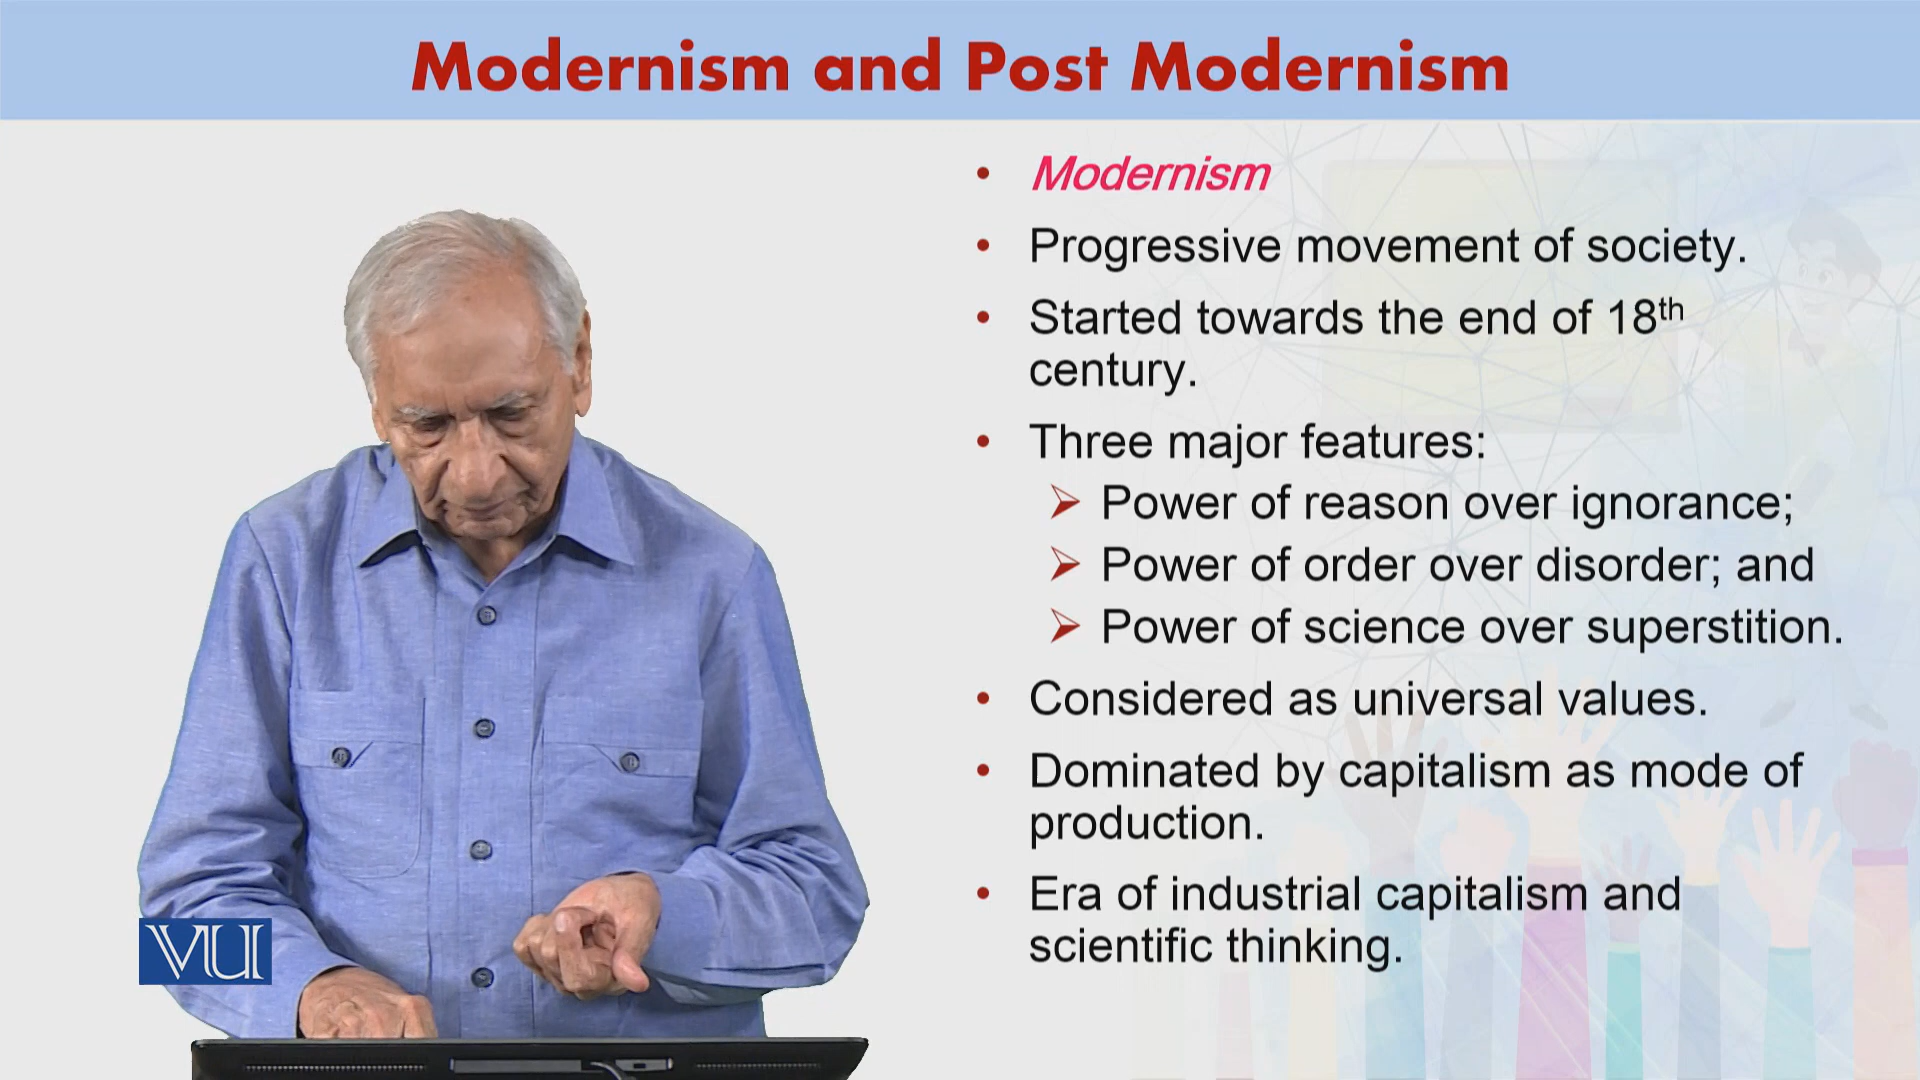 Modernism and Post Modernism
• Modernism
• Progressive movement of society.
• Started towards the end of 18th
century.
• Three major features:
➢ Power of reason over ignorance;
➢ Power of order over disorder; and
➢ Power of science over superstition.
• Considered as universal values.
• Dominated by capitalism as mode of
production.
• Era of industrial capitalism and
scientific thinking.
VU